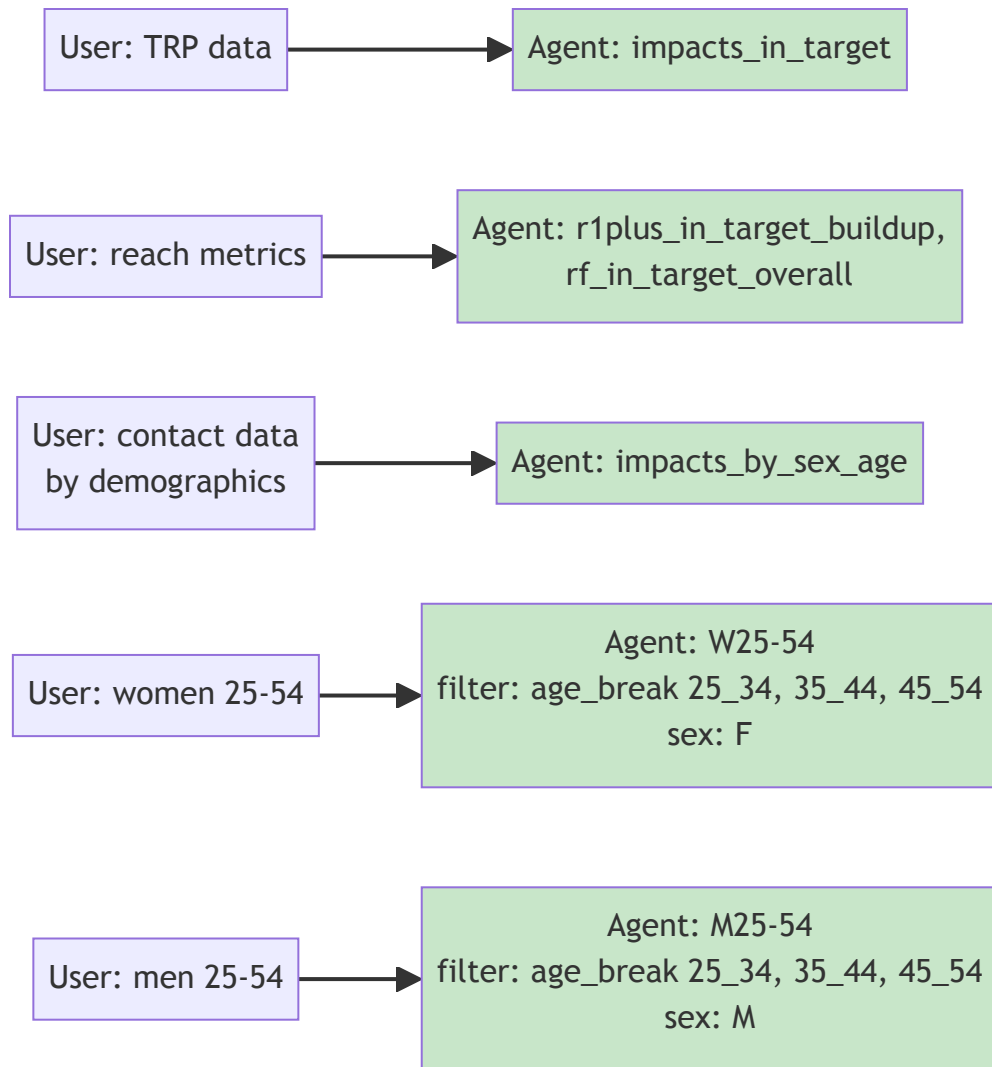 User: TRP data
Agent: impacts_in_target
User: reach metrics
Agent: r1plus_in_target_buildup,
rf_in_target_overall
User: contact data
by demographics
Agent: impacts_by_sex_age
User: women 25-54
Agent: W25-54
filter: age_break 25_34, 35_44, 45_54
sex: F
User: men 25-54
Agent: M25-54
filter: age_break 25_34, 35_44, 45_54
sex: M